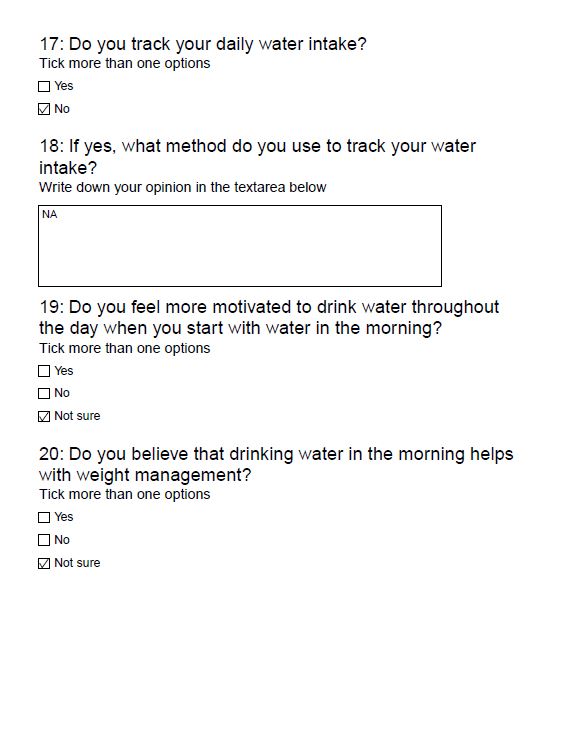 17: Do you track your daily water intake?
Tick more than one options
Yes
No
18: If yes, what method do you use to track your water
intake?
Write down your opinion in the textarea below
NA
19: Do you feel more motivated to drink water throughout
the day when you start with water in the morning?
Tick more than one options
Yes
No
Not sure
20: Do you believe that drinking water in the morning helps
with weight management?
Tick more than one options
Yes
No
Not sure